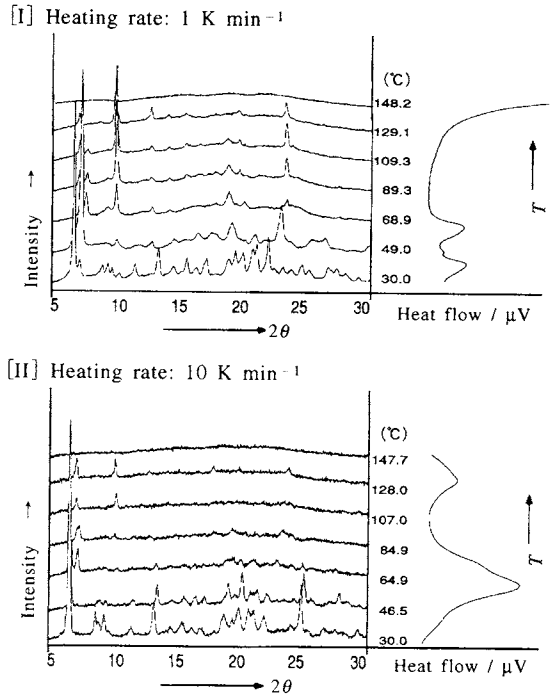 [I] Heating rate: 1 K min⁻¹
(℃)
148.2
129.1
109.3
89.3
68.9
49.0
30.0
Intensity →
T →
5 10 15 20 25 30
→ 2θ
Heat flow / μV
[II] Heating rate: 10 K min⁻¹
(℃)
147.7
128.0
107.0
84.9
64.9
46.5
30.0
Intensity →
T →
5 10 15 20 25 30
→ 2θ
Heat flow / μV